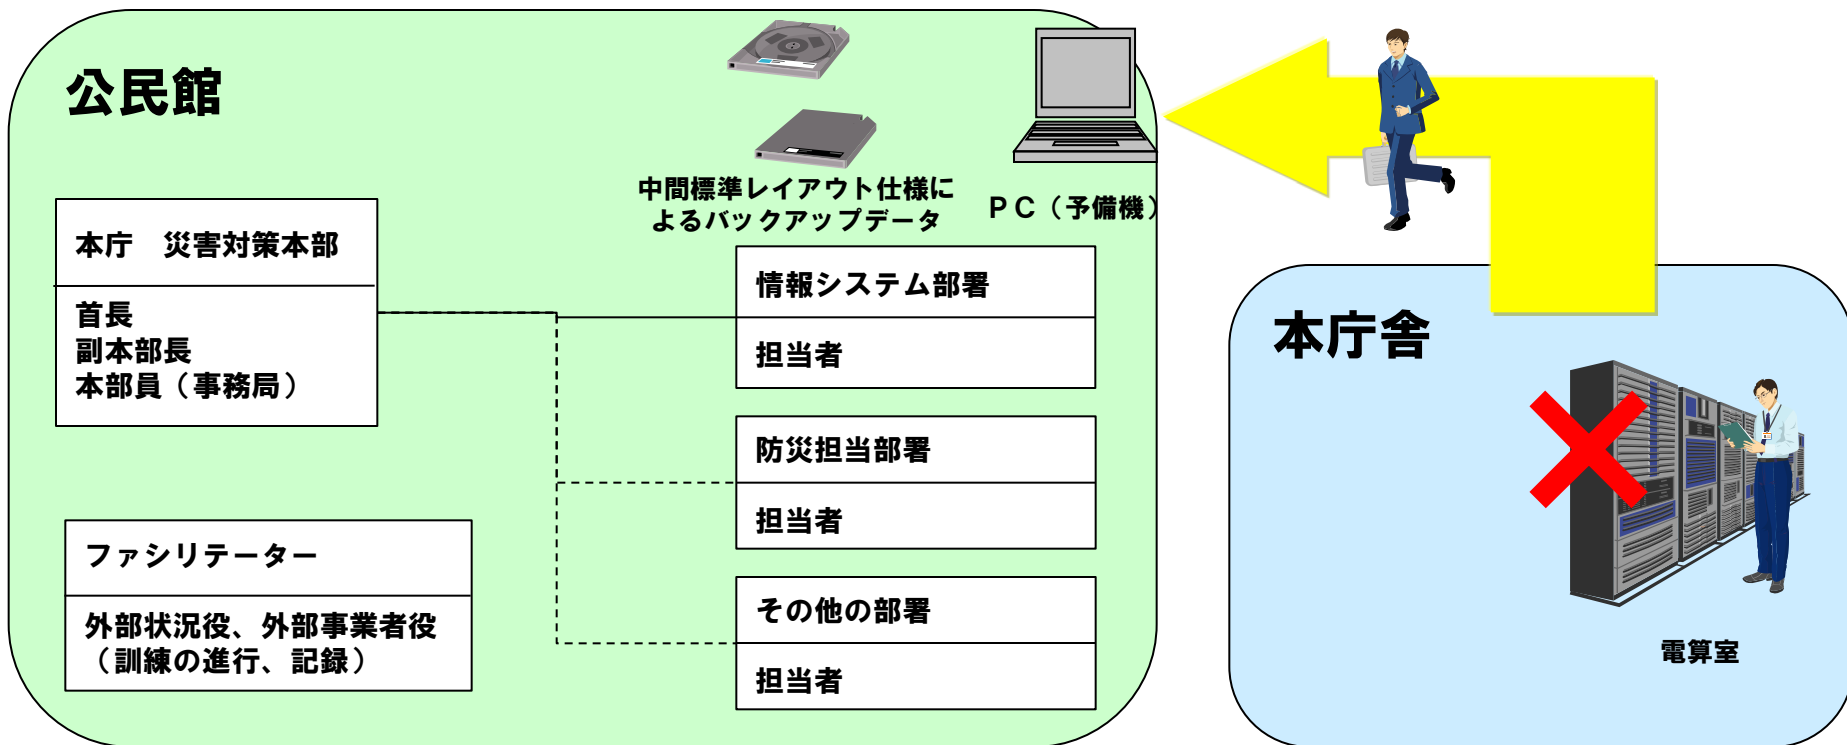 公民館
中間標準レイアウト仕様に
よるバックアップデータ
ＰＣ（予備機）
本庁　災害対策本部
首長
副本部長
本部員（事務局）
情報システム部署
担当者
防災担当部署
担当者
その他の部署
担当者
ファシリテーター
外部状況役、外部事業者役
（訓練の進行、記録）
本庁舎
電算室